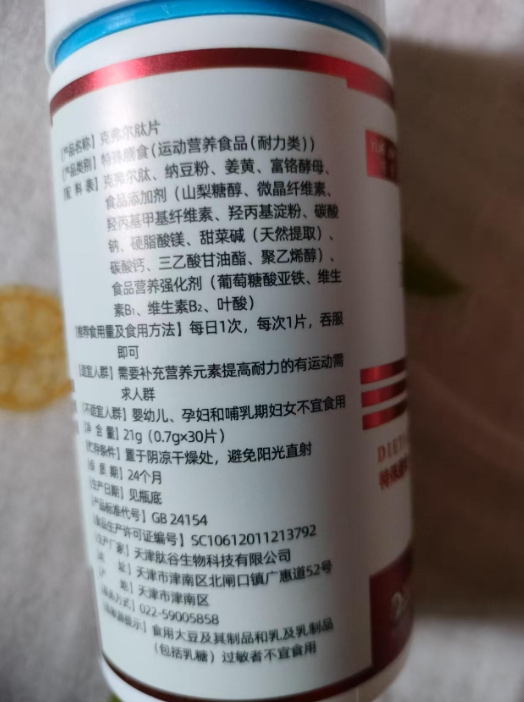 【产品名称】克弗尔肽片
【产品类别】特殊膳食(运动营养食品(耐力类))
【配 料 表】克弗尔肽、纳豆粉、姜黄、富铬酵母、
食品添加剂(山梨糖醇、微晶纤维素、
羟丙基甲基纤维素、羟丙基淀粉、碳酸
钠、硬脂酸镁、甜菜碱(天然提取)、
碳酸钙、三乙酸甘油酯、聚乙烯醇)、
食品营养强化剂(葡萄糖酸亚铁、维生
素B₁、维生素B₂、叶酸)
【推荐食用量及食用方法】每日1次,每次1片,吞服
即可
【适宜人群】需要补充营养元素提高耐力的有运动需
求人群
【不适宜人群】婴幼儿、孕妇和哺乳期妇女不宜食用
【净 含 量】21g(0.7g×30片)
【贮存条件】置于阴凉干燥处,避免阳光直射
【保 质 期】24个月
【生产日期】见瓶底
【产品标准代号】GB 24154
【食品生产许可证编号】SC10612011213792
【生产厂家】天津肽谷生物科技有限公司
【地 址】天津市津南区北闸口镇广惠道52号
【产 地】天津市津南区
【联系方式】022-59005858
提示】食用大豆及其制品和乳及乳制品
(包括乳糖)过敏者不宜食用
DIET
特殊膳